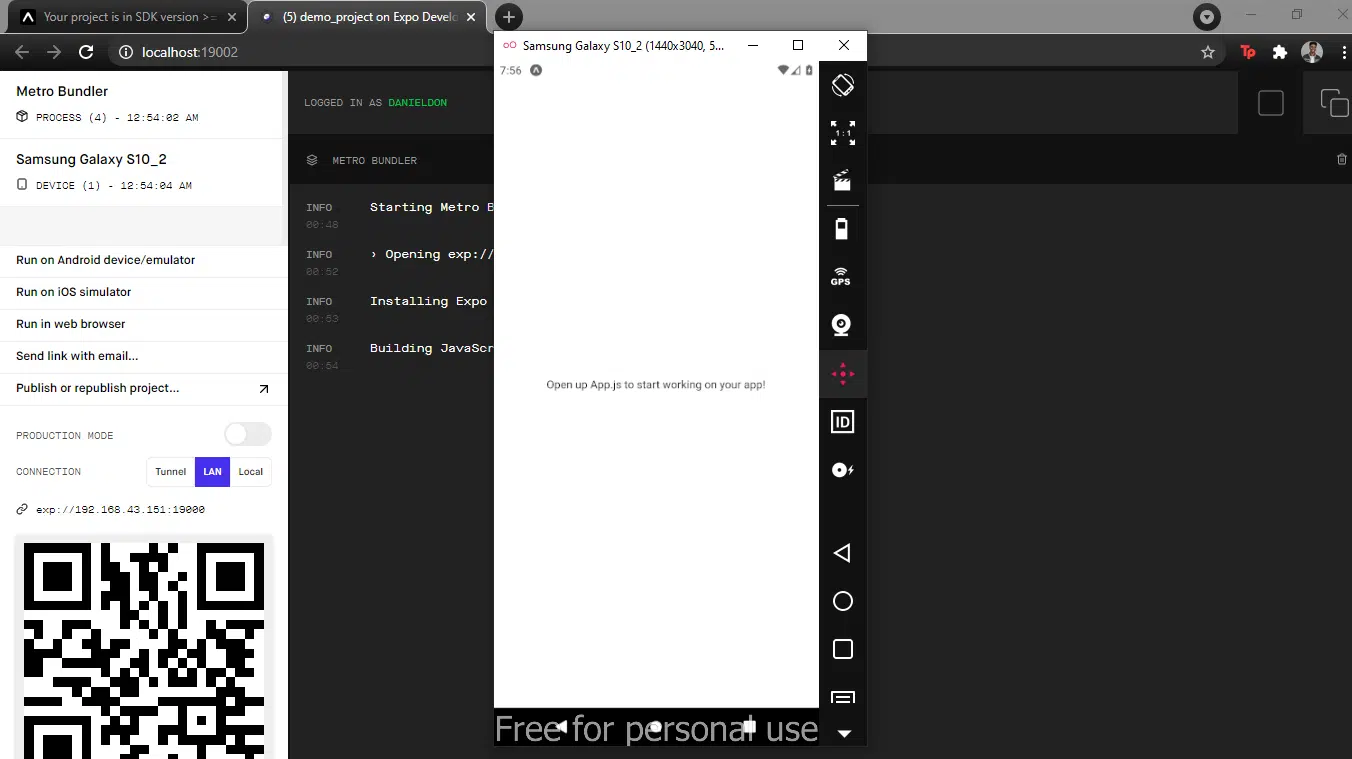 Your project is in SDK version >=
(5) demo_project on Expo Develo
localhost:19002
Tp
Metro Bundler
PROCESS (4) - 12:54:02 AM
Samsung Galaxy S10_2
DEVICE (1) - 12:54:04 AM
Run on Android device/emulator
Run on iOS simulator
Run in web browser
Send link with email...
Publish or republish project...
PRODUCTION MODE
CONNECTION
Tunnel LAN Local
exp://192.168.43.151:19000
LOGGED IN AS DANIELDON
METRO BUNDLER
INFO Starting Metro B
00:48
INFO › Opening exp://
00:52
INFO Installing Expo
00:53
INFO Building JavaScr
00:54
Samsung Galaxy S10_2 (1440x3040, 5...
7:56
Open up App.js to start working on your app!
Free for personal use
1:1
GPS
ID